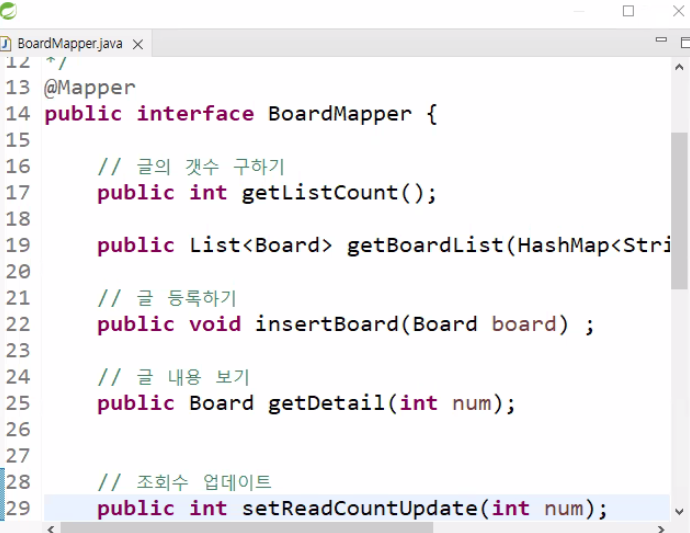 BoardMapper.java
12 */
13 @Mapper
14 public interface BoardMapper {
15
16 // 글의 갯수 구하기
17 public int getListCount();
18
19 public List<Board> getBoardList(HashMap<Stri
20
21 // 글 등록하기
22 public void insertBoard(Board board) ;
23
24 // 글 내용 보기
25 public Board getDetail(int num);
26
27
28 // 조회수 업데이트
29 public int setReadCountUpdate(int num);